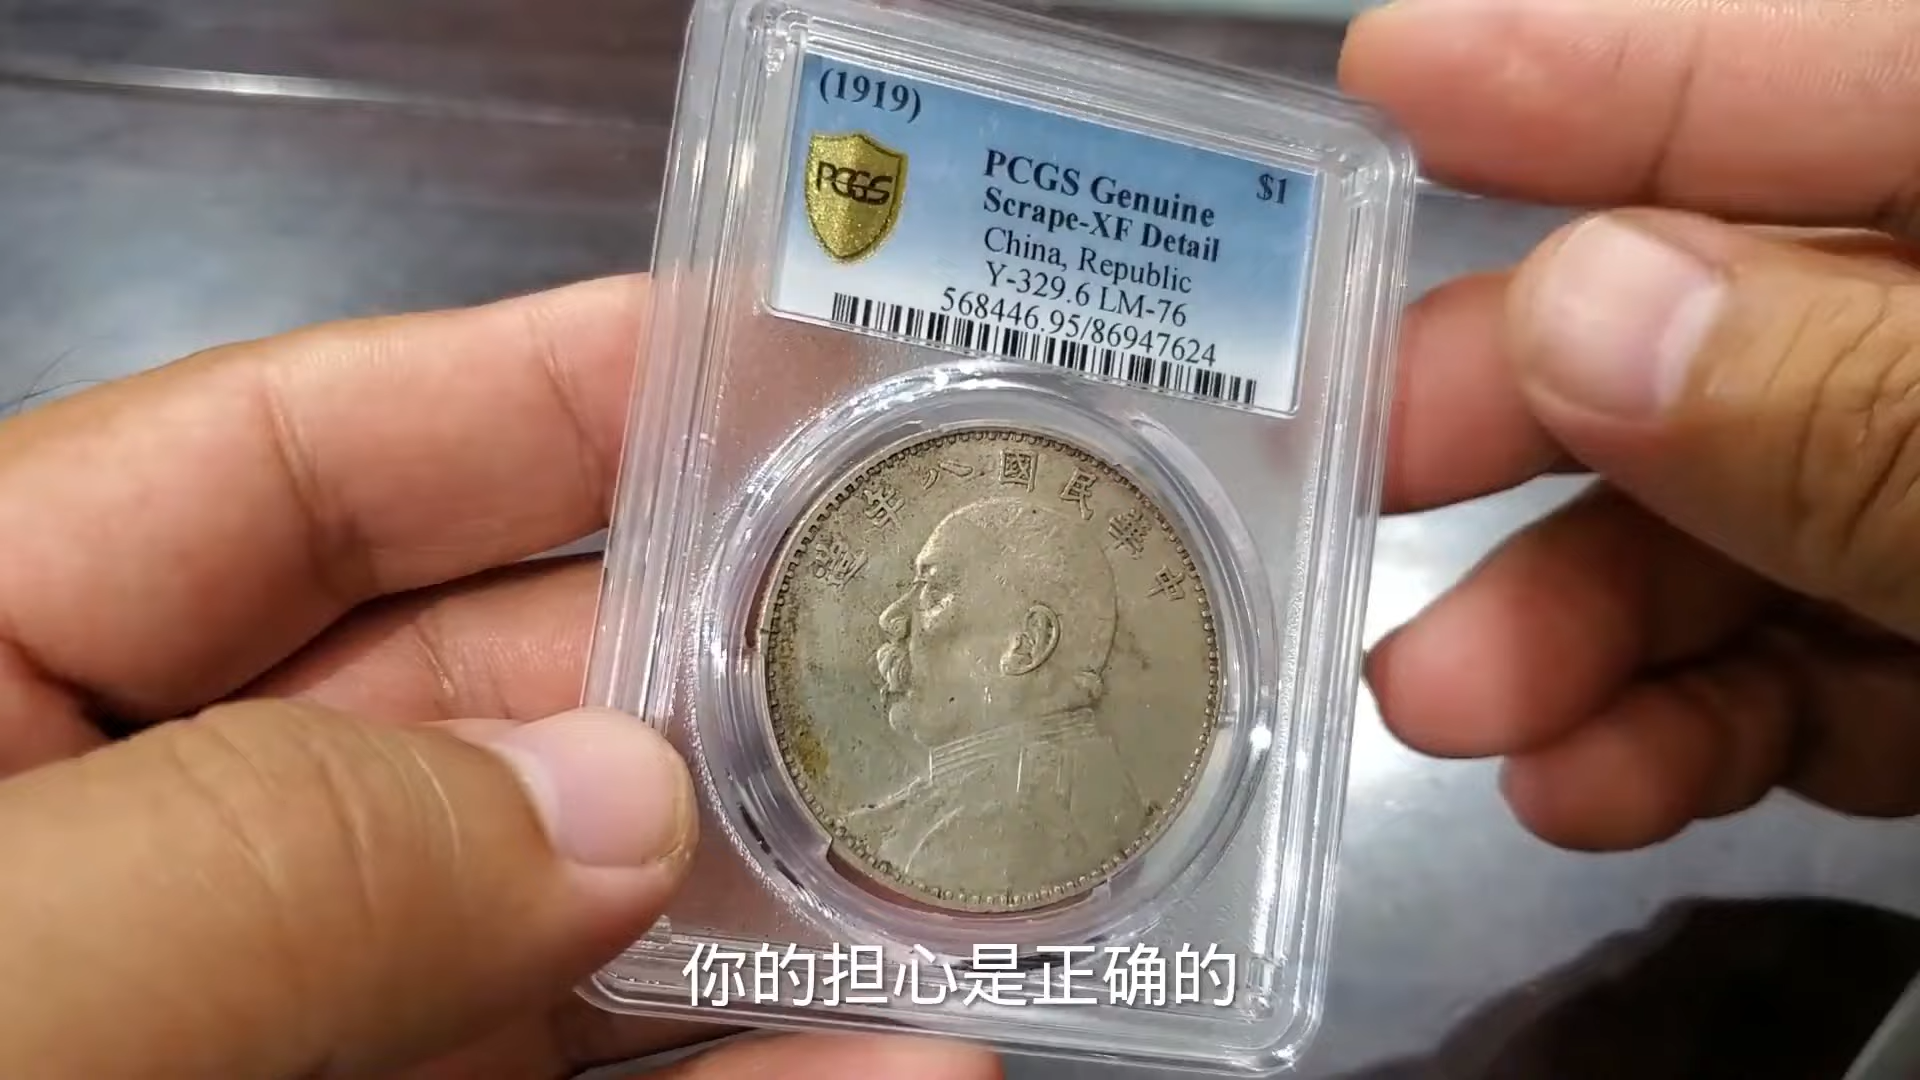 (1919)
PCGS
PCGS Genuine
$1
Scrape-XF Detail
China, Republic
Y-329.6 LM-76
568446.95/86947624
造年八國民華中
你的担心是正确的